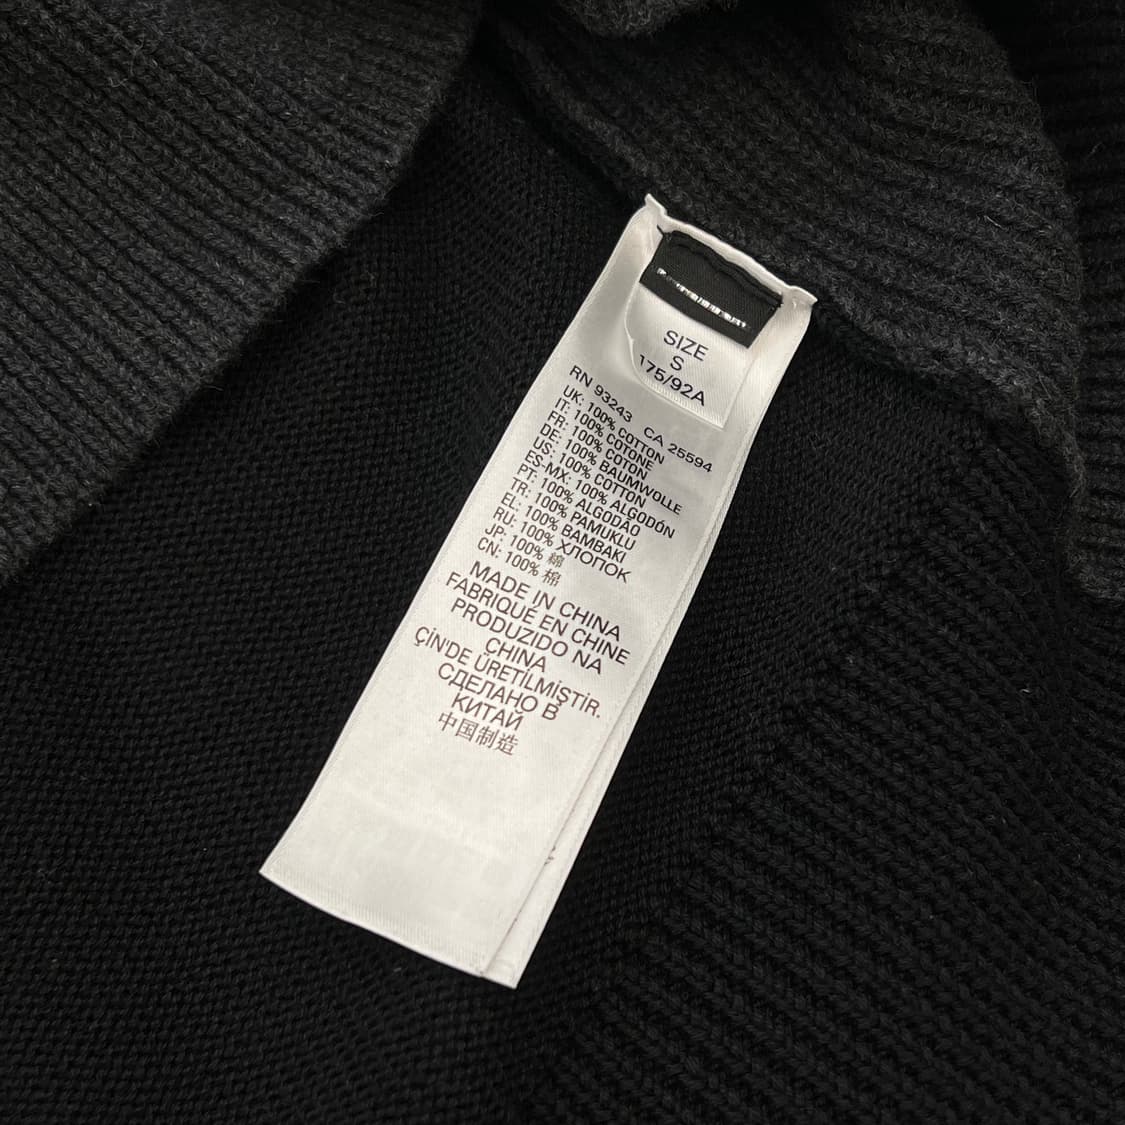 SIZE
S
175/92A
RN 93243 CA 25594
UK: 100% COTTON
IT: 100% COTONE
FR: 100% COTON
DE: 100% BAUMWOLLE
US: 100% COTTON
ES-MX: 100% ALGODÓN
PT: 100% ALGODÃO
TR: 100% PAMUKLU
EL: 100% BAMBAKI
RU: 100% ХЛОПОК
JP: 100% 綿
CN: 100% 棉
MADE IN CHINA
FABRIQUÉ EN CHINE
PRODUZIDO NA
CHINA
ÇİN'DE ÜRETİLMİŞTİR.
СДЕЛАНО В
КИТАЙ
中国制造